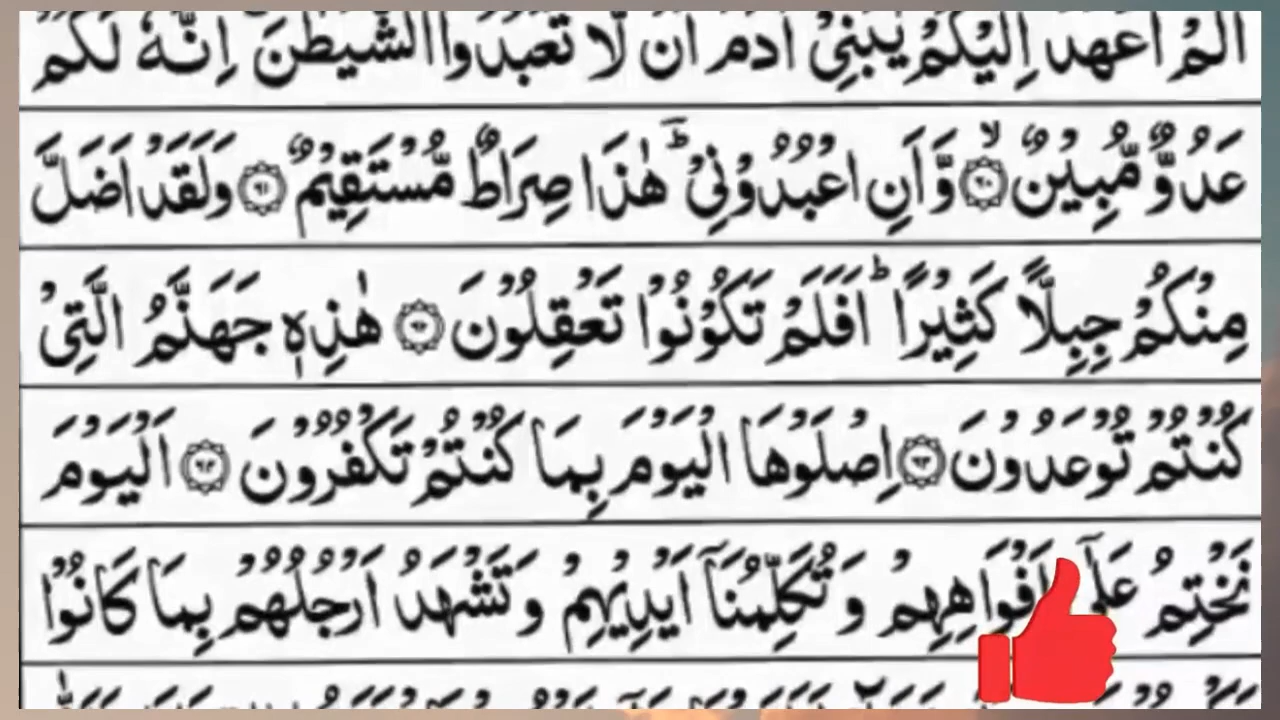 اَلَمْ اَعْهَدْ اِلَيْكُمْ يٰبَنِيْۤ اٰدَمَ اَنْ لَّا تَعْبُدُوا الشَّيْطٰنَ ۚ اِنَّهٗ لَكُمْ
عَدُوٌّ مُّبِيْنٌ ۙ﴿۶۰﴾ وَّ اَنِ اعْبُدُوْنِيْ ؕ هٰذَا صِرَاطٌ مُّسْتَقِيْمٌ ﴿۶۱﴾ وَ لَقَدْ اَضَلَّ
مِنْكُمْ جِبِلًّا كَثِيْرًا ؕ اَفَلَمْ تَكُوْنُوْا تَعْقِلُوْنَ ﴿۶۲﴾ هٰذِهٖ جَهَنَّمُ الَّتِيْ
كُنْتُمْ تُوْعَدُوْنَ ﴿۶۳﴾ اِصْلَوْهَا الْيَوْمَ بِمَا كُنْتُمْ تَكْفُرُوْنَ ﴿۶۴﴾ اَلْيَوْمَ
نَخْتِمُ عَلٰۤى اَفْوَاهِهِمْ وَ تُكَلِّمُنَاۤ اَيْدِيْهِمْ وَ تَشْهَدُ اَرْجُلُهُمْ بِمَا كَانُوْا